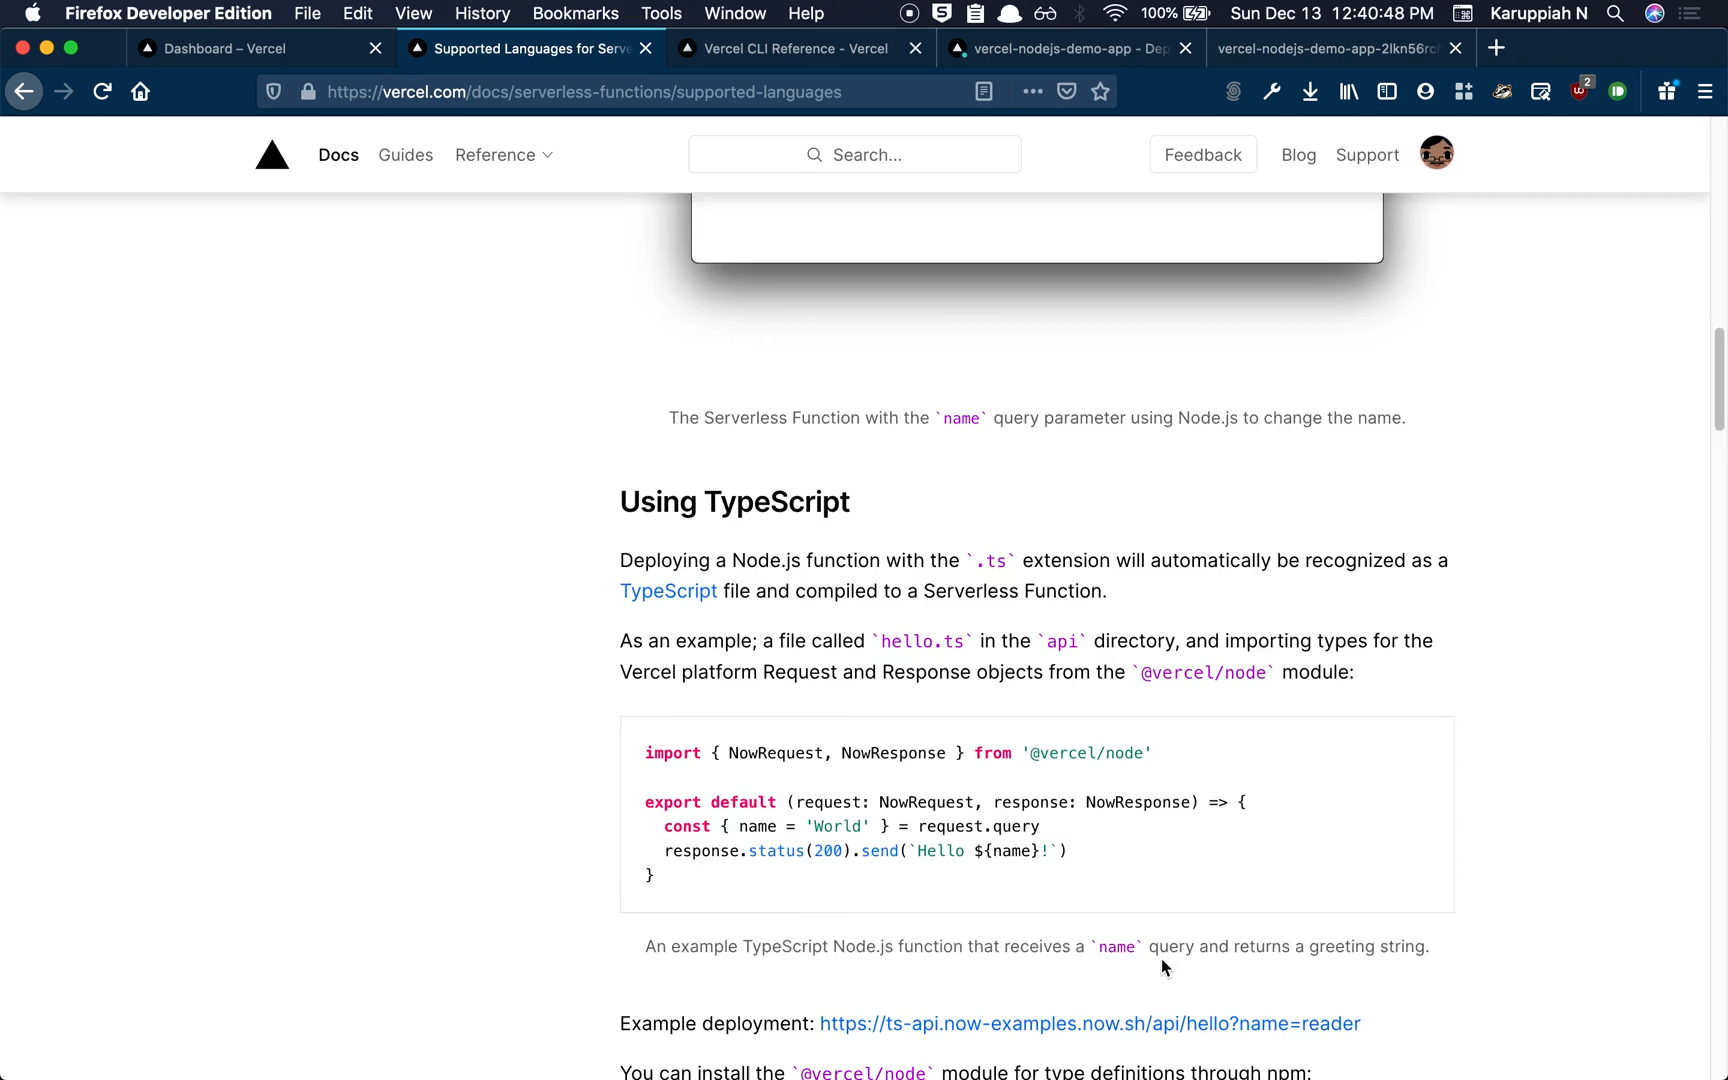 Firefox Developer Edition File Edit View History Bookmarks Tools Window Help 100% Sun Dec 13 12:40:48 PM Karuppiah N
Dashboard – Vercel Supported Languages for Serve Vercel CLI Reference - Vercel vercel-nodejs-demo-app - Dep vercel-nodejs-demo-app-2lkn56rc
https://vercel.com/docs/serverless-functions/supported-languages 2
Docs Guides Reference Search... Feedback Blog Support
The Serverless Function with the `name` query parameter using Node.js to change the name.
Using TypeScript
Deploying a Node.js function with the `.ts` extension will automatically be recognized as a
TypeScript file and compiled to a Serverless Function.
As an example; a file called `hello.ts` in the `api` directory, and importing types for the
Vercel platform Request and Response objects from the `@vercel/node` module:
import { NowRequest, NowResponse } from '@vercel/node'
export default (request: NowRequest, response: NowResponse) => {
const { name = 'World' } = request.query
response.status(200).send(`Hello ${name}!`)
}
An example TypeScript Node.js function that receives a `name` query and returns a greeting string.
Example deployment: https://ts-api.now-examples.now.sh/api/hello?name=reader
You can install the `@vercel/node` module for type definitions through npm: